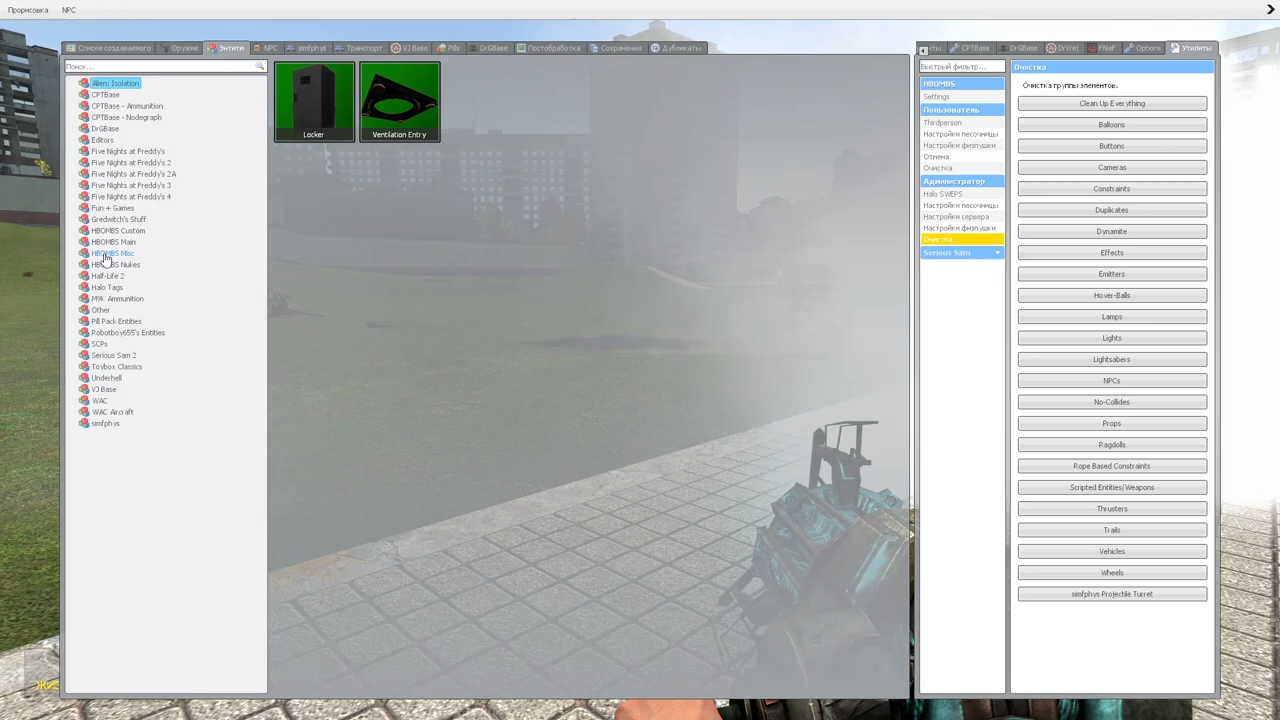 Прорисовка NPC
Списки создаваемого Оружие Энтити NPC simfphys Транспорт VJ Base Pills DrGBase Постобработка Сохранения Дубликаты
нты CPTBase DrGBase DrVrej FNaF Options Утилиты
Поиск...
Alien: Isolation
CPTBase
CPTBase - Ammunition
CPTBase - Nodegraph
DrGBase
Editors
Five Nights at Freddy's
Five Nights at Freddy's 2
Five Nights at Freddy's 2A
Five Nights at Freddy's 3
Five Nights at Freddy's 4
Fun + Games
Gredwitch's Stuff
HBOMBS Custom
HBOMBS Main
HBOMBS Misc
HBOMBS Nukes
Half-Life 2
Halo Tags
M9K Ammunition
Other
Pill Pack Entities
Robotboy655's Entities
SCPs
Serious Sam 2
Toybox Classics
Underhell
VJ Base
WAC
WAC Aircraft
simfphys
Locker
Ventilation Entry
Быстрый фильтр...
HBOMBS
Settings
Пользователь
Thirdperson
Настройки песочницы
Настройки физпушки
Отмена
Очистка
Администратор
Halo SWEPS
Настройки песочницы
Настройки сервера
Настройки физпушки
Очистка
Serious Sam
Очистка
Очистка группы элементов.
Clean Up Everything
Balloons
Buttons
Cameras
Constraints
Duplicates
Dynamite
Effects
Emitters
Hover-Balls
Lamps
Lights
Lightsabers
NPCs
No-Collides
Props
Ragdolls
Rope Based Constraints
Scripted Entities/Weapons
Thrusters
Trails
Vehicles
Wheels
simfphys Projectile Turret